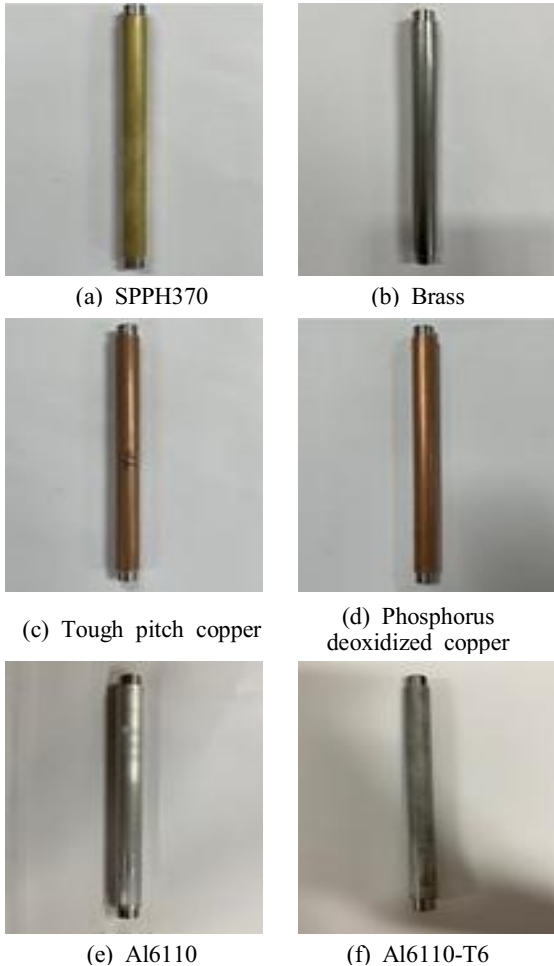 (a) SPPH370
(b) Brass
(c) Tough pitch copper
(d) Phosphorus
deoxidized copper
(e) Al6110
(f) Al6110-T6